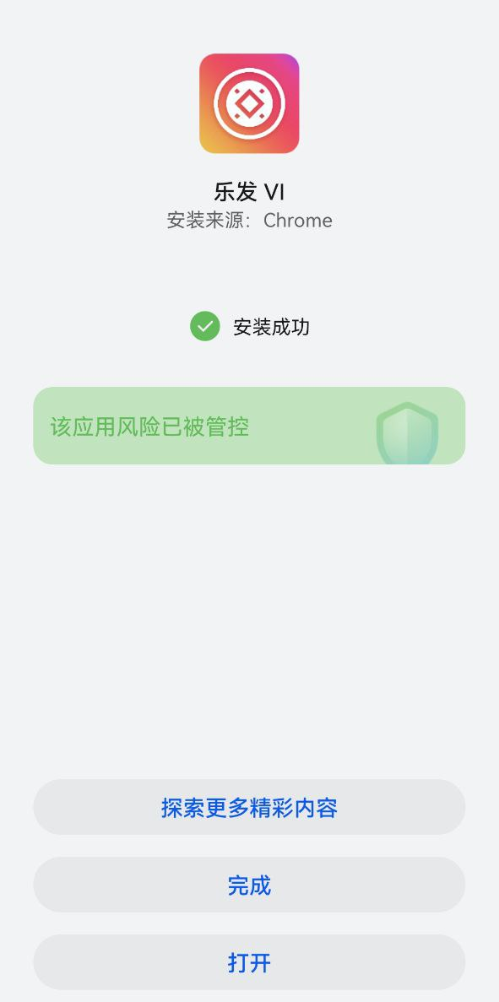 乐发 VI
安装来源：Chrome
安装成功
该应用风险已被管控
探索更多精彩内容
完成
打开